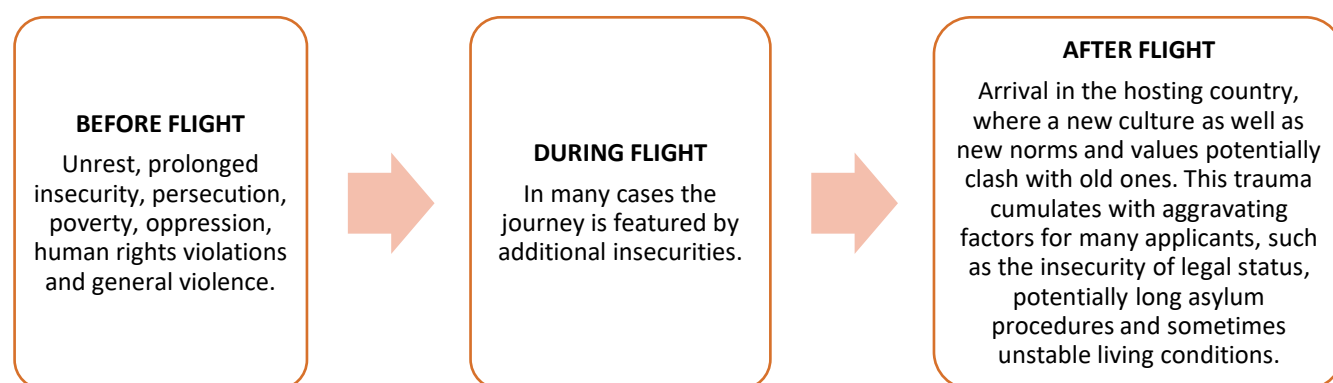 BEFORE FLIGHT
Unrest, prolonged
insecurity, persecution,
poverty, oppression,
human rights violations
and general violence.
DURING FLIGHT
In many cases the
journey is featured by
additional insecurities.
AFTER FLIGHT
Arrival in the hosting country,
where a new culture as well as
new norms and values potentially
clash with old ones. This trauma
cumulates with aggravating
factors for many applicants, such
as the insecurity of legal status,
potentially long asylum
procedures and sometimes
unstable living conditions.